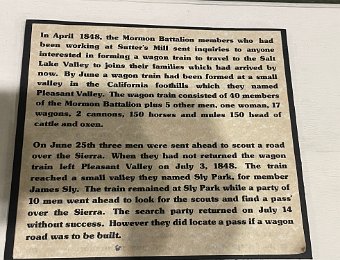 In April 1848, the Mormon Battalion members who had
been working at Sutter's Mill sent inquiries to anyone
interested in forming a wagon train to travel to the Salt
Lake Valley to joins their families which had arrived by
now. By June a wagon train had been formed at a small
valley in the California foothills which they named
Pleasant Valley. The wagon train consisted of 40 members
of the Mormon Battalion plus 5 other men, one woman, 17
wagons, 2 cannons, 150 horses and mules 150 head of
cattle and oxen.
On June 25th three men were sent ahead to scout a road
over the Sierra. When they had not returned the wagon
train left Pleasant Valley on July 3, 1848. The train
reached a small valley they named Sly Park, for member
James Sly. The train remained at Sly Park while a party of
10 men went ahead to look for the scouts and find a pass
over the Sierra. The search party returned on July 14
without success. However they did locate a pass if a wagon
road was to be built.